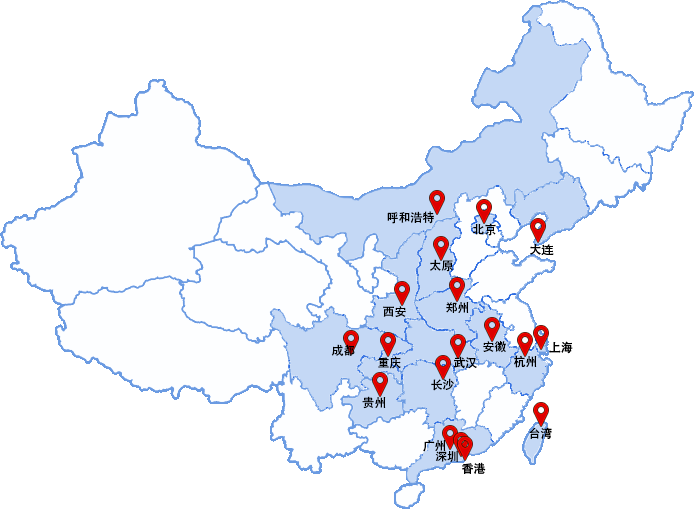 呼和浩特
北京
大连
太原
郑州
西安
安徽
上海
成都
重庆
武汉
杭州
长沙
贵州
台湾
广州
深圳
香港